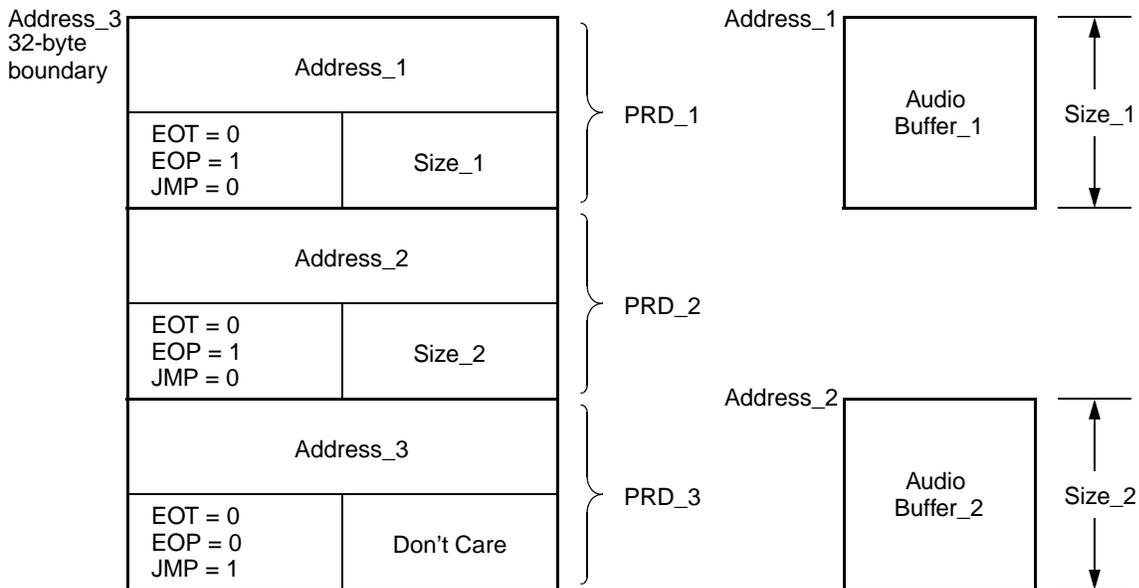 Address_3
32-byte
boundary
Address_1
EOT = 0
EOP = 1
JMP = 0
Size_1
PRD_1
Address_2
EOT = 0
EOP = 1
JMP = 0
Size_2
PRD_2
Address_3
EOT = 0
EOP = 0
JMP = 1
Don't Care
PRD_3
Address_1
Audio
Buffer_1
Size_1
Address_2
Audio
Buffer_2
Size_2